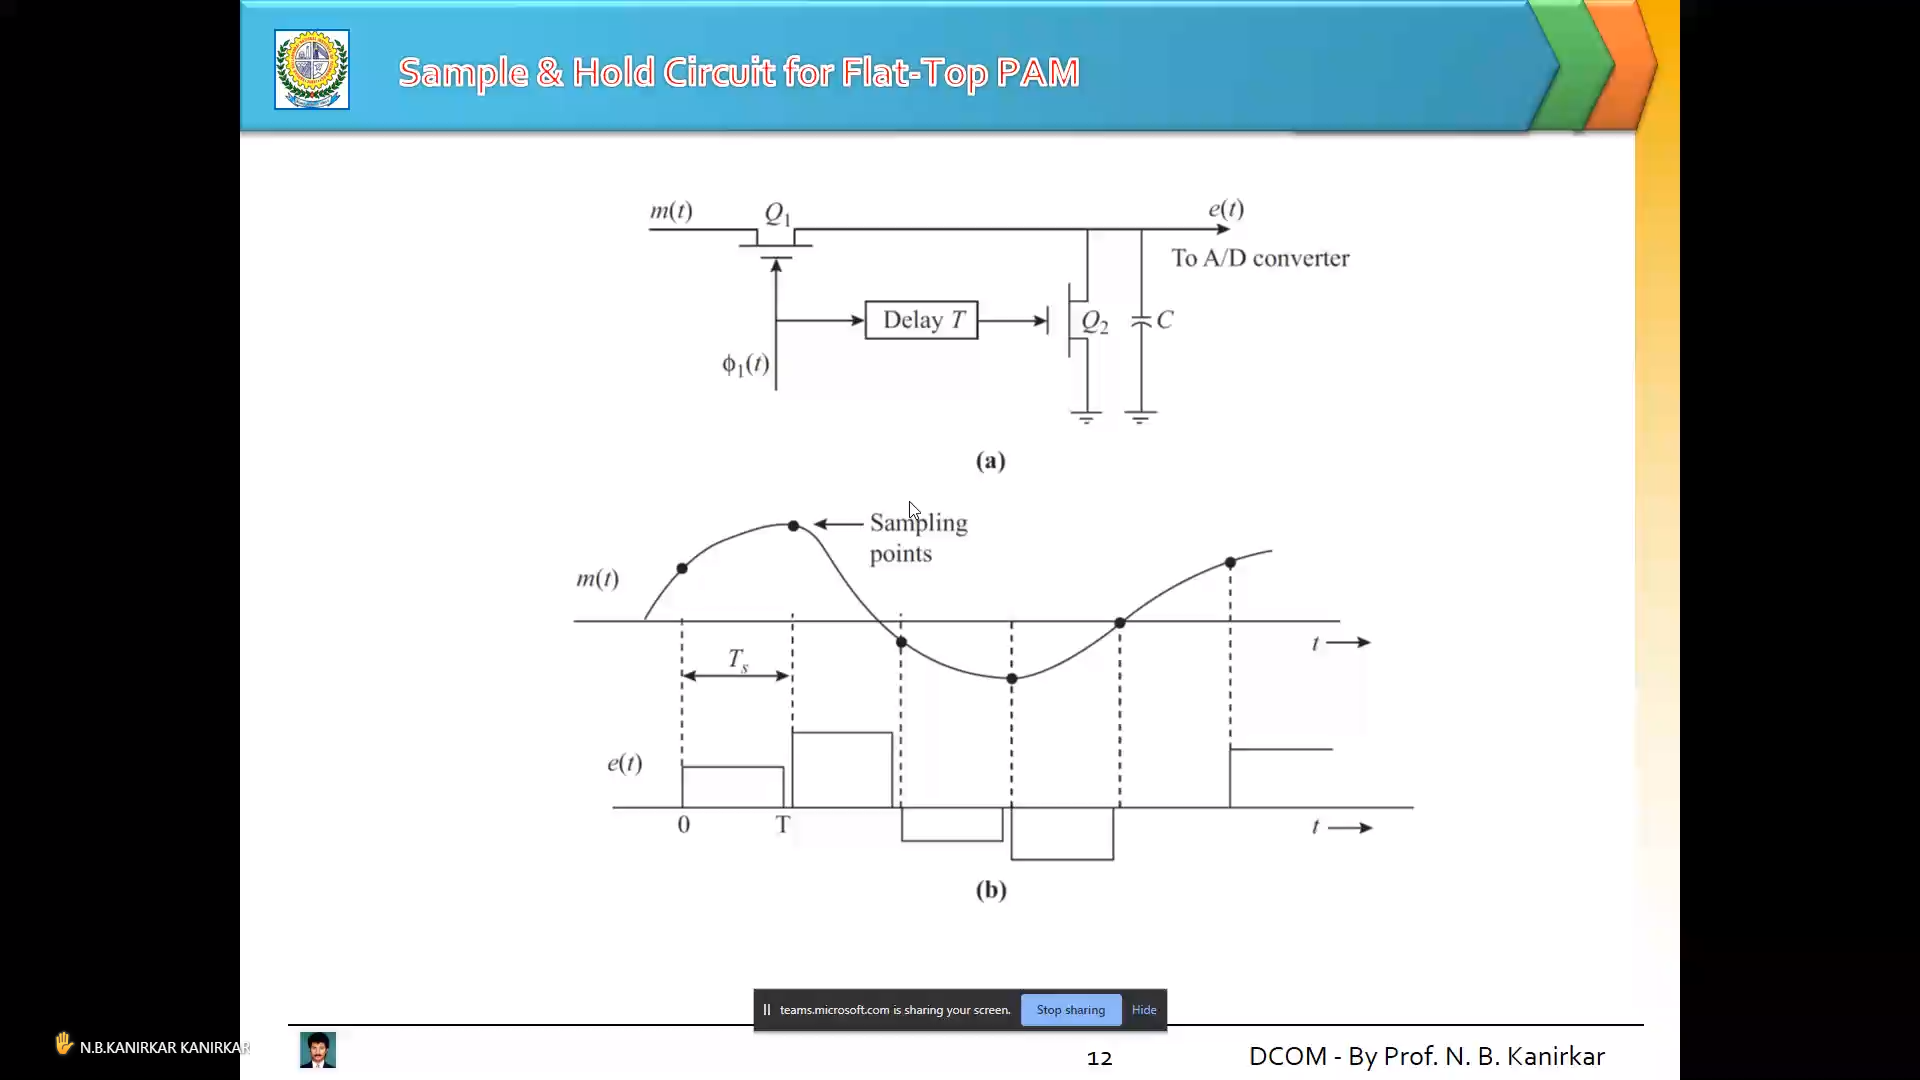 Sample & Hold Circuit for Flat-Top PAM
m(t)
Q₁
e(t)
To A/D converter
Delay T
Q₂
C
ϕ₁(t)
(a)
Sampling
points
m(t)
t
Tₛ
e(t)
0
T
t
(b)
teams.microsoft.com is sharing your screen.
Stop sharing
Hide
N.B.KANIRKAR KANIRKAR
12
DCOM - By Prof. N. B. Kanirkar